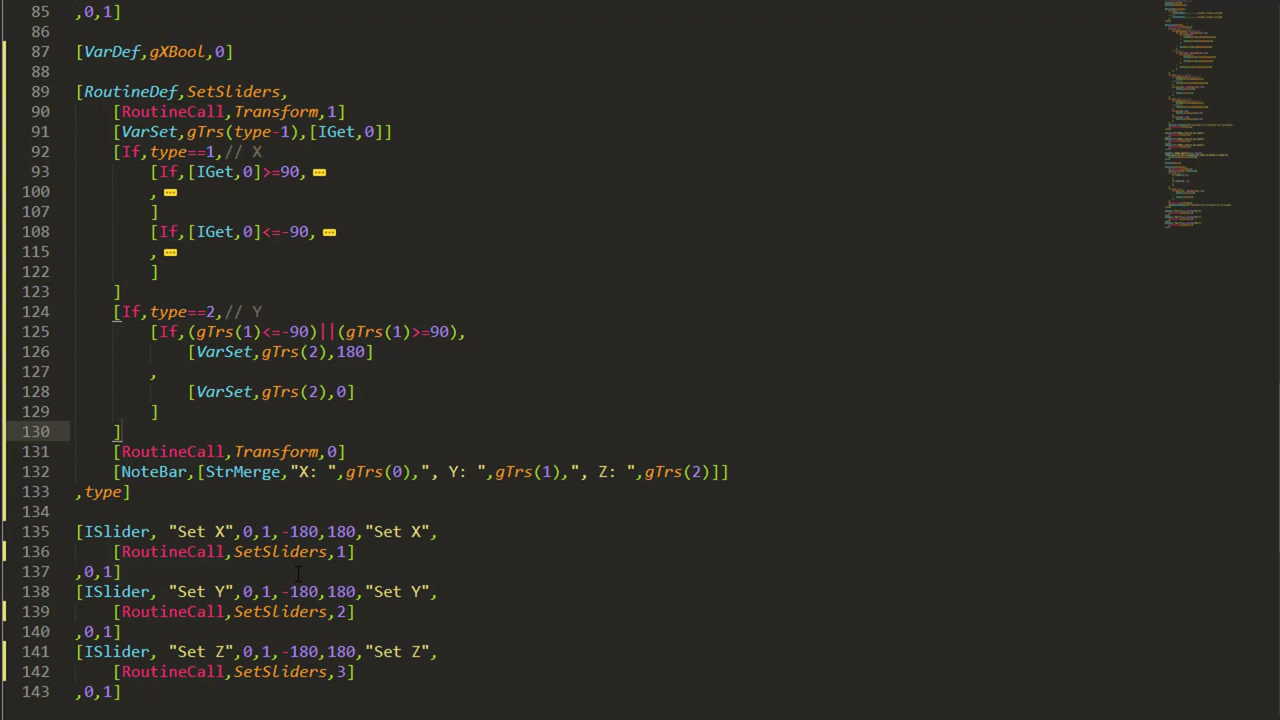 85 ,0,1]
86
87 [VarDef,gXBool,0]
88
89 [RoutineDef,SetSliders,
90 [RoutineCall,Transform,1]
91 [VarSet,gTrs(type-1),[IGet,0]]
92 [If,type==1,// X
93 [If,[IGet,0]>=90,
100 ,
107 ]
108 [If,[IGet,0]<=-90,
115 ,
122 ]
123 ]
124 [If,type==2,// Y
125 [If,(gTrs(1)<=-90)||(gTrs(1)>=90),
126 [VarSet,gTrs(2),180]
127 ,
128 [VarSet,gTrs(2),0]
129 ]
130 ]
131 [RoutineCall,Transform,0]
132 [NoteBar,[StrMerge,"X: ",gTrs(0),", Y: ",gTrs(1),", Z: ",gTrs(2)]]
133 ,type]
134
135 [ISlider, "Set X",0,1,-180,180,"Set X",
136 [RoutineCall,SetSliders,1]
137 ,0,1]
138 [ISlider, "Set Y",0,1,-180,180,"Set Y",
139 [RoutineCall,SetSliders,2]
140 ,0,1]
141 [ISlider, "Set Z",0,1,-180,180,"Set Z",
142 [RoutineCall,SetSliders,3]
143 ,0,1]